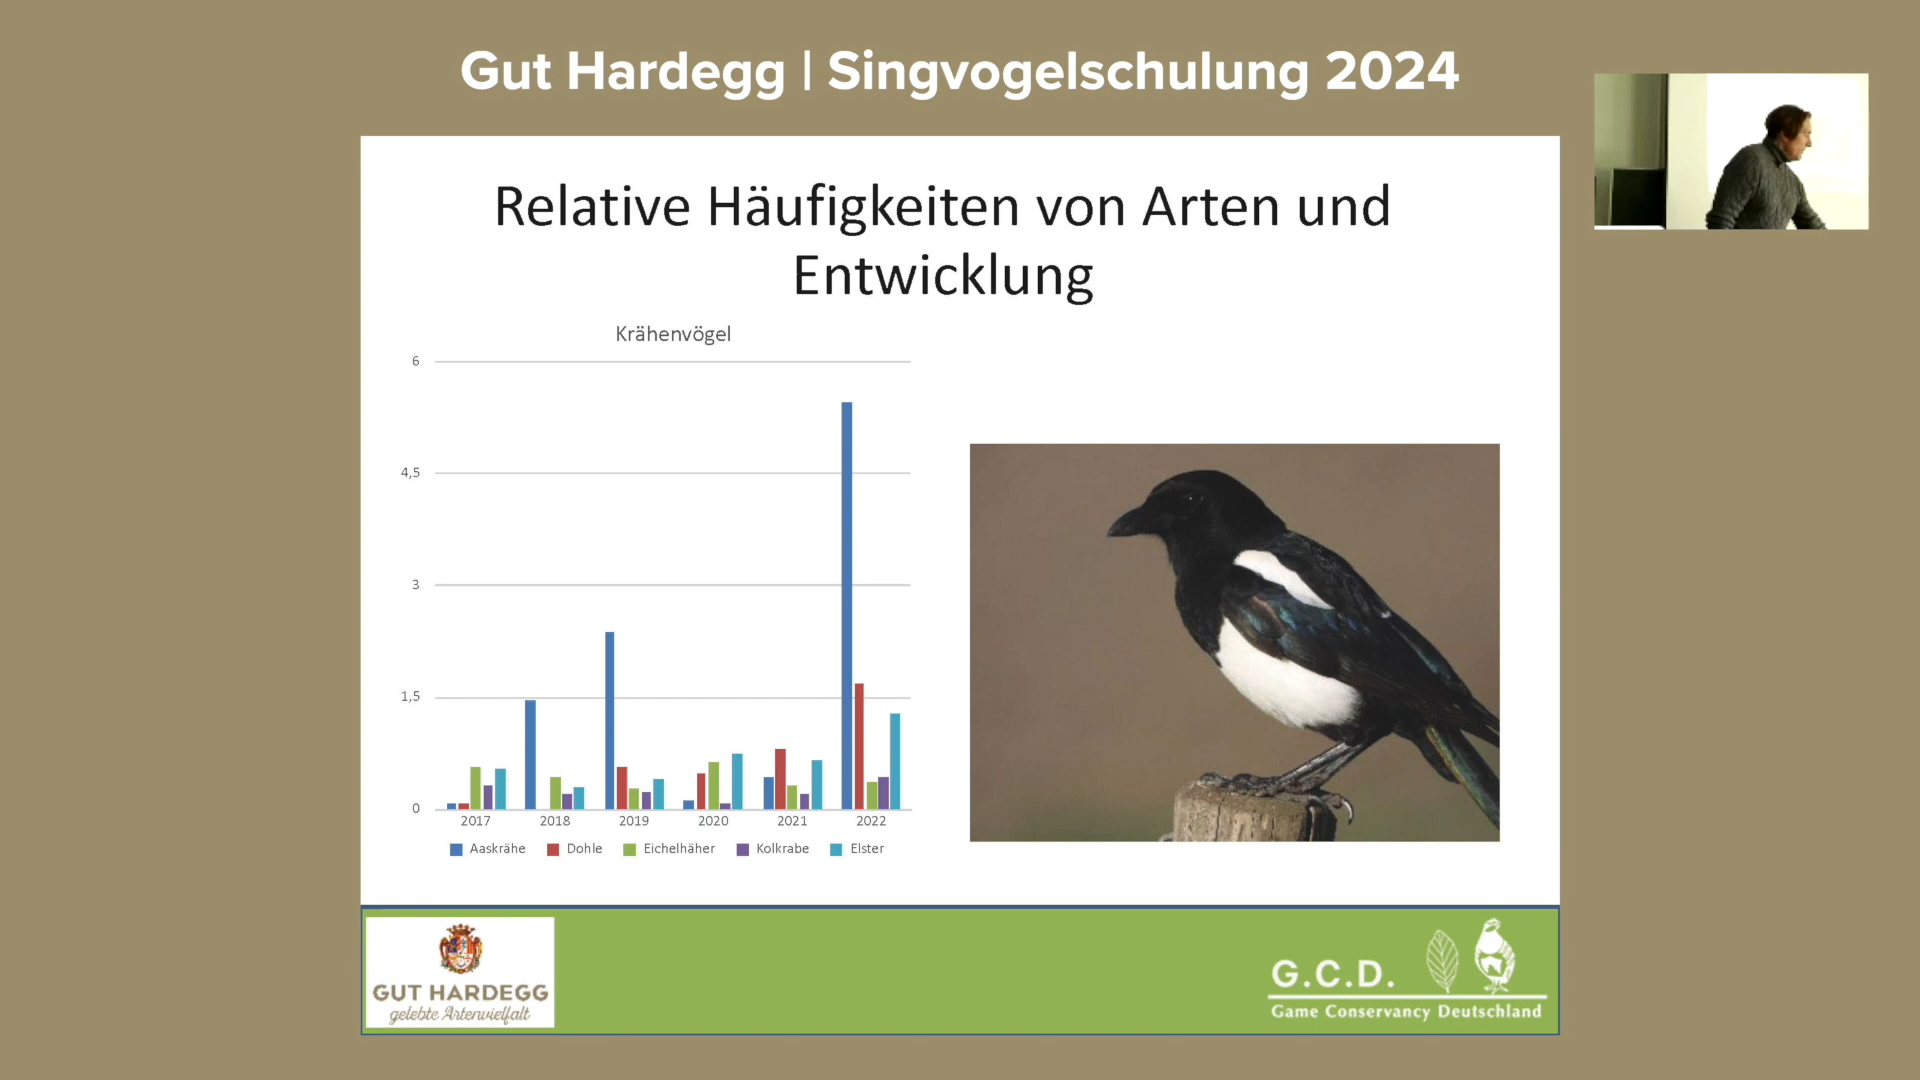 Gut Hardegg | Singvogelschulung 2024
Relative Häufigkeiten von Arten und
Entwicklung
Krähenvögel
6
4,5
3
1,5
0
2017 2018 2019 2020 2021 2022
Aaskrähe Dohle Eichelhäher Kolkrabe Elster
GUT HARDEGG
gelebte Artenvielfalt
G.C.D.
Game Conservancy Deutschland